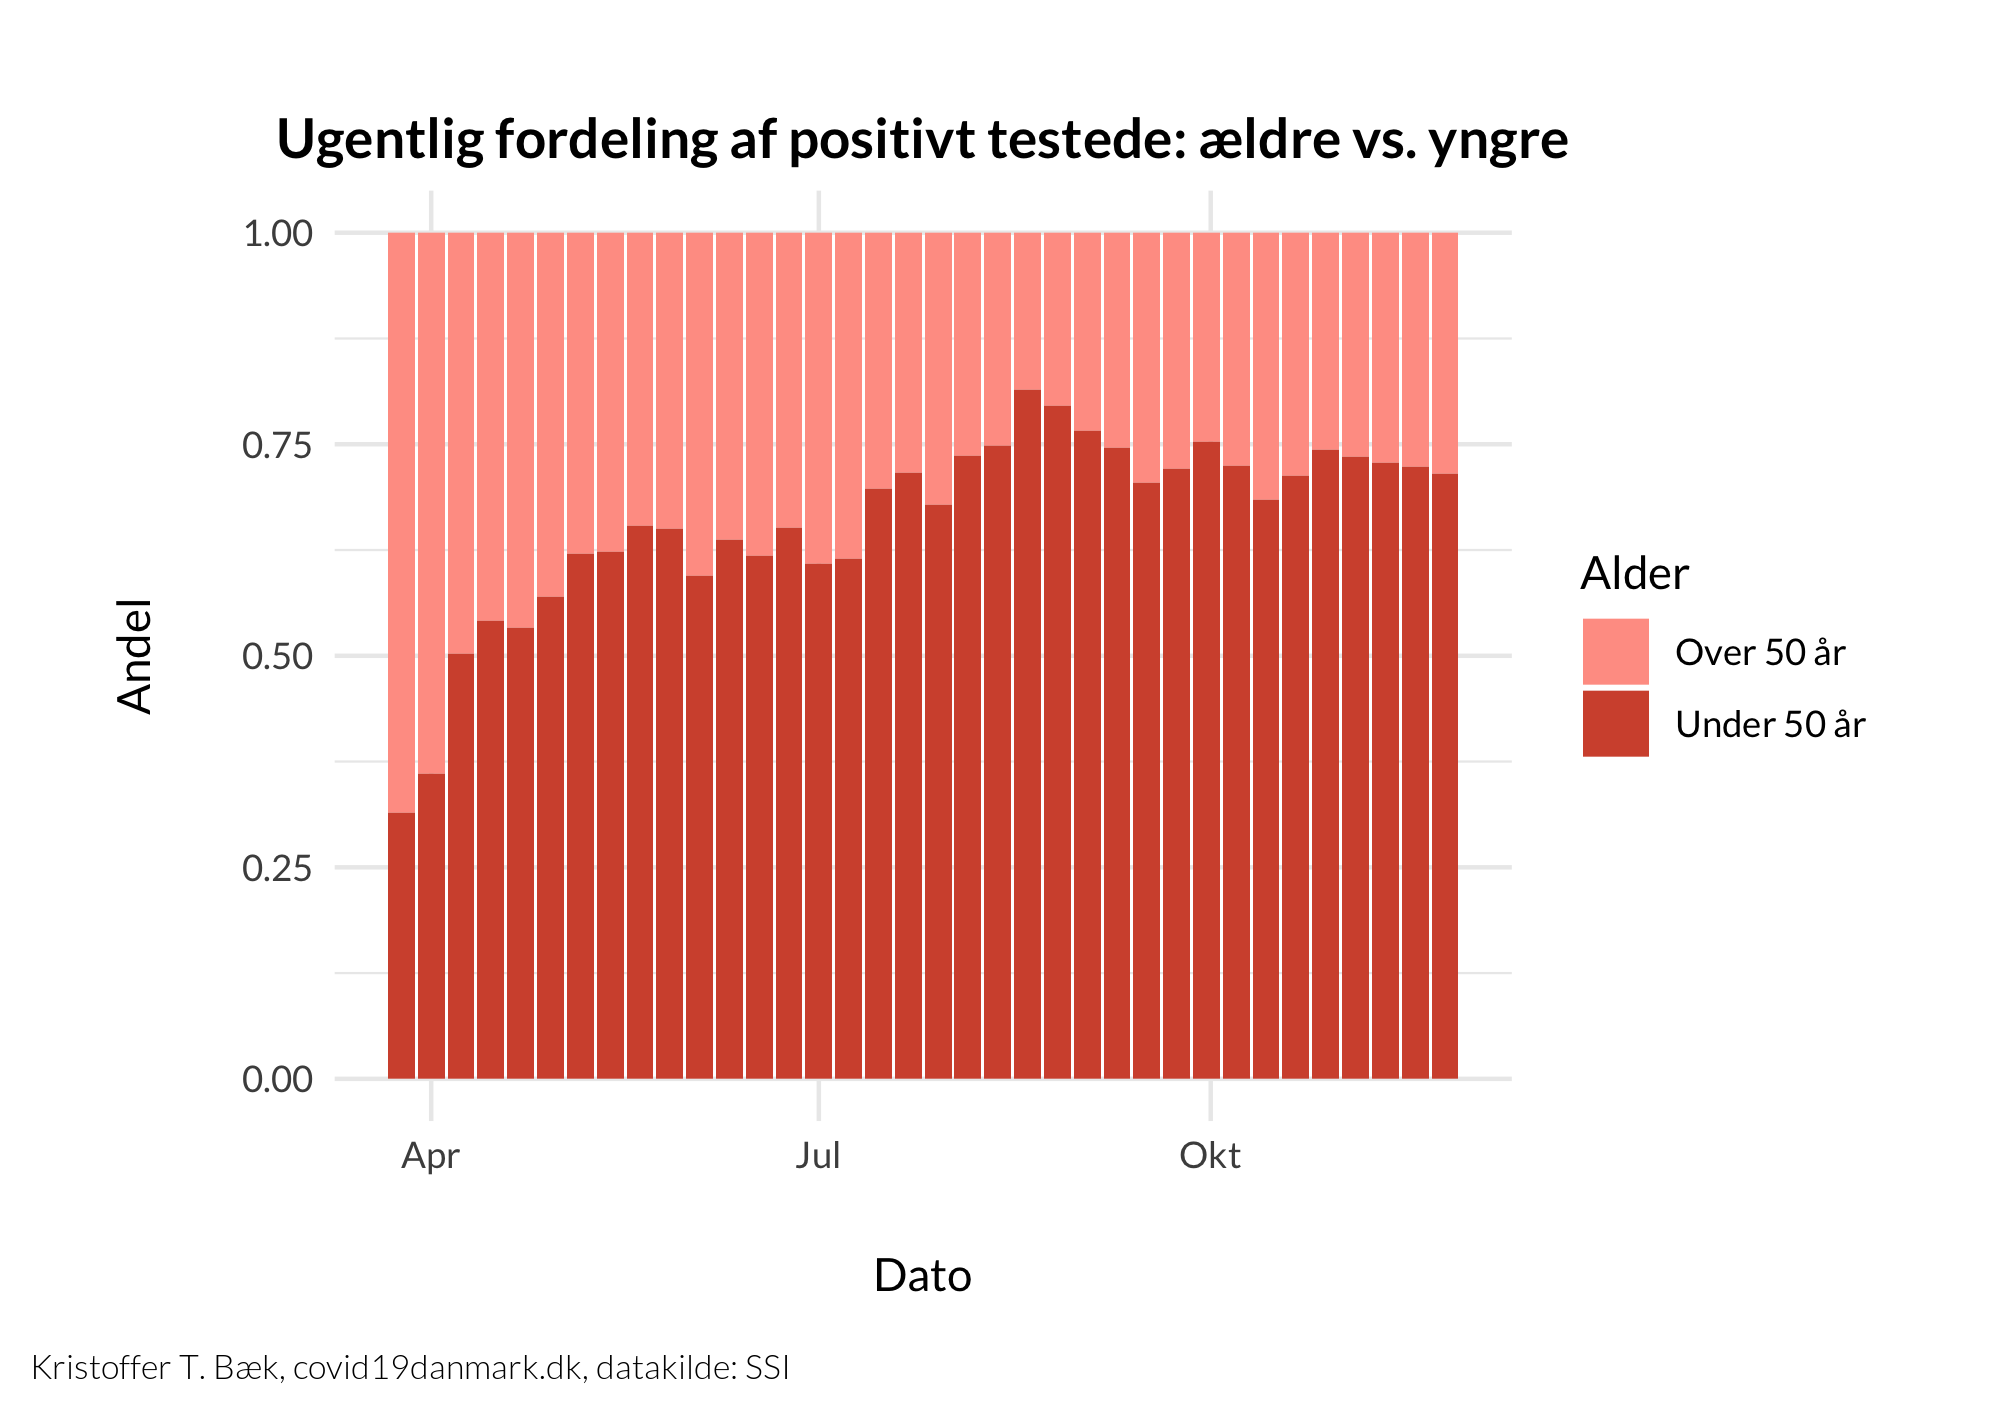 Ugentlig fordeling af positivt testede: ældre vs. yngre
1.00
0.75
0.50
0.25
0.00
Andel
Apr
Jul
Okt
Dato
Alder
Over 50 år
Under 50 år
Kristoffer T. Bæk, covid19danmark.dk, datakilde: SSI